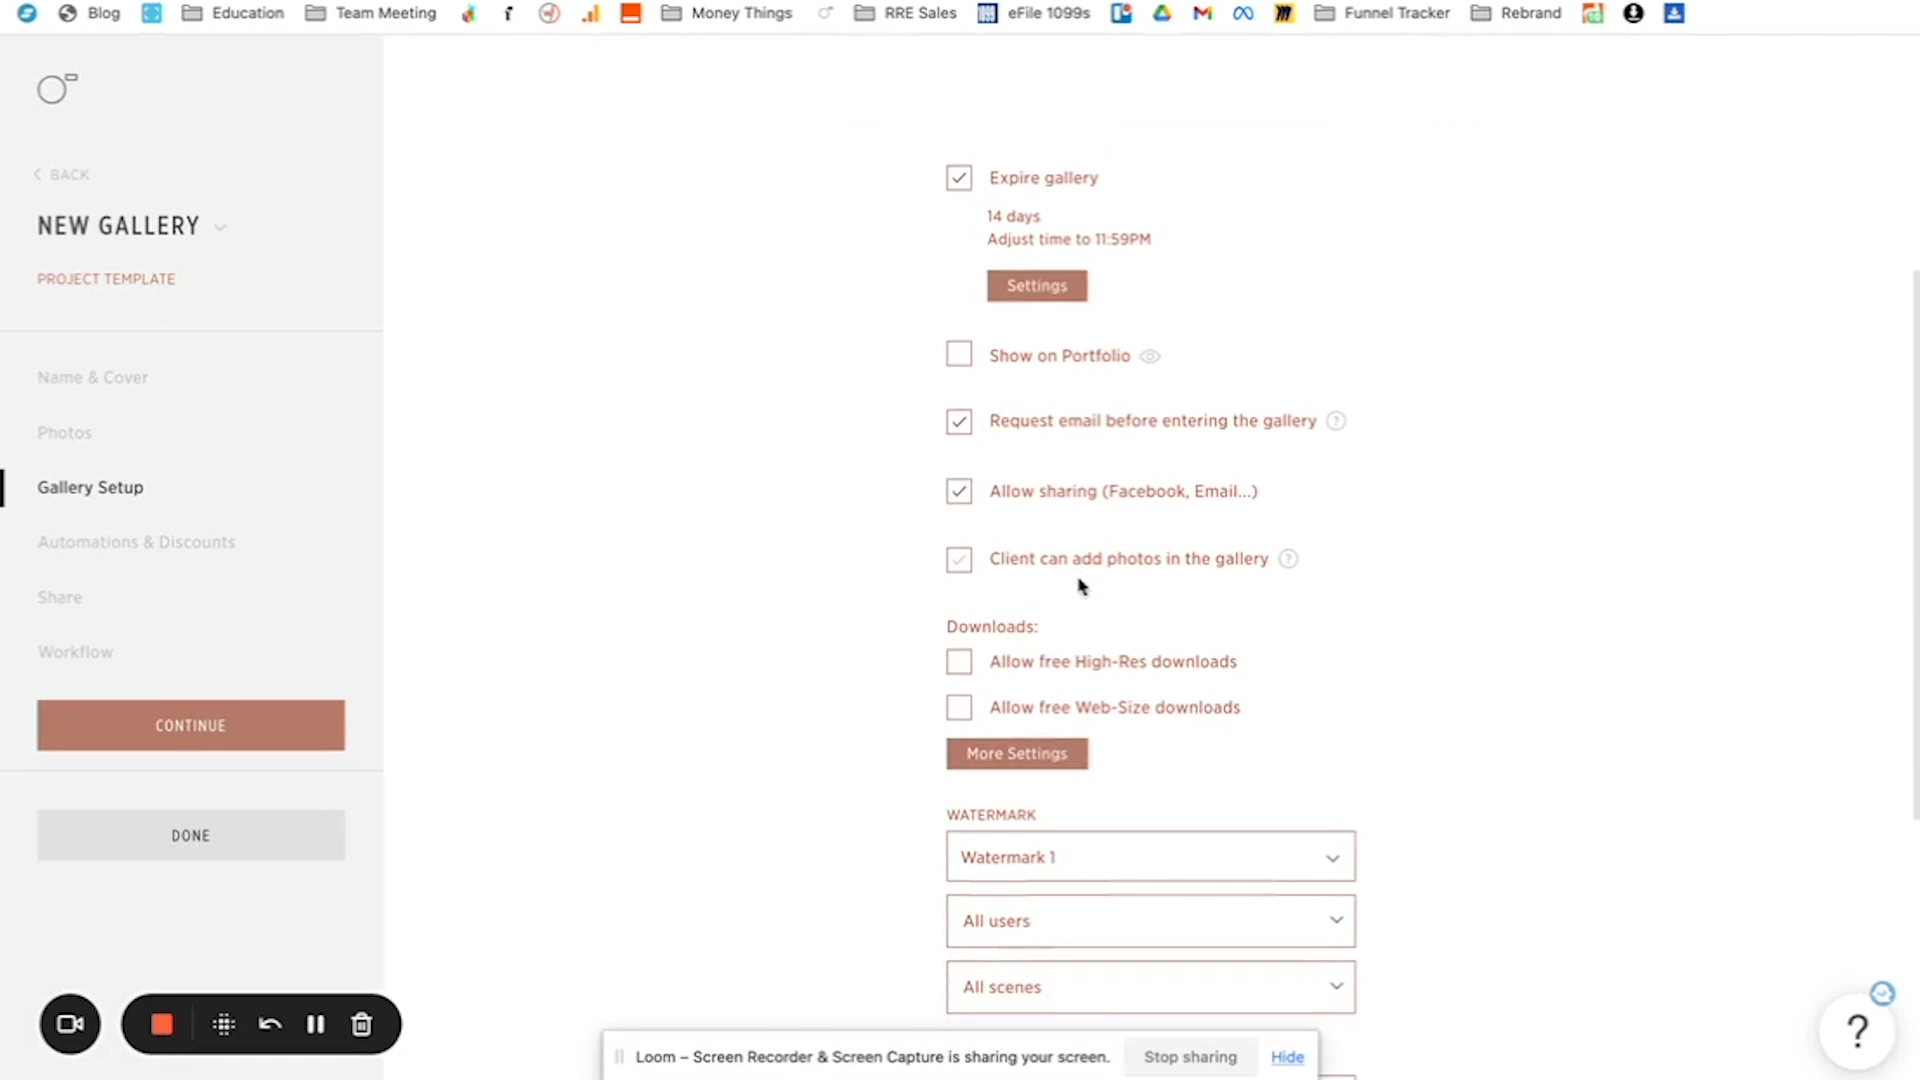 Blog
Education
Team Meeting
Money Things
RRE Sales
eFile 1099s
Funnel Tracker
Rebrand
BACK
NEW GALLERY
PROJECT TEMPLATE
Name & Cover
Photos
Gallery Setup
Automations & Discounts
Share
Workflow
CONTINUE
DONE
Expire gallery
14 days
Adjust time to 11:59PM
Settings
Show on Portfolio
Request email before entering the gallery ?
Allow sharing (Facebook, Email...)
Client can add photos in the gallery ?
Downloads:
Allow free High-Res downloads
Allow free Web-Size downloads
More Settings
WATERMARK
Watermark 1
All users
All scenes
Loom – Screen Recorder & Screen Capture is sharing your screen.
Stop sharing
Hide
?